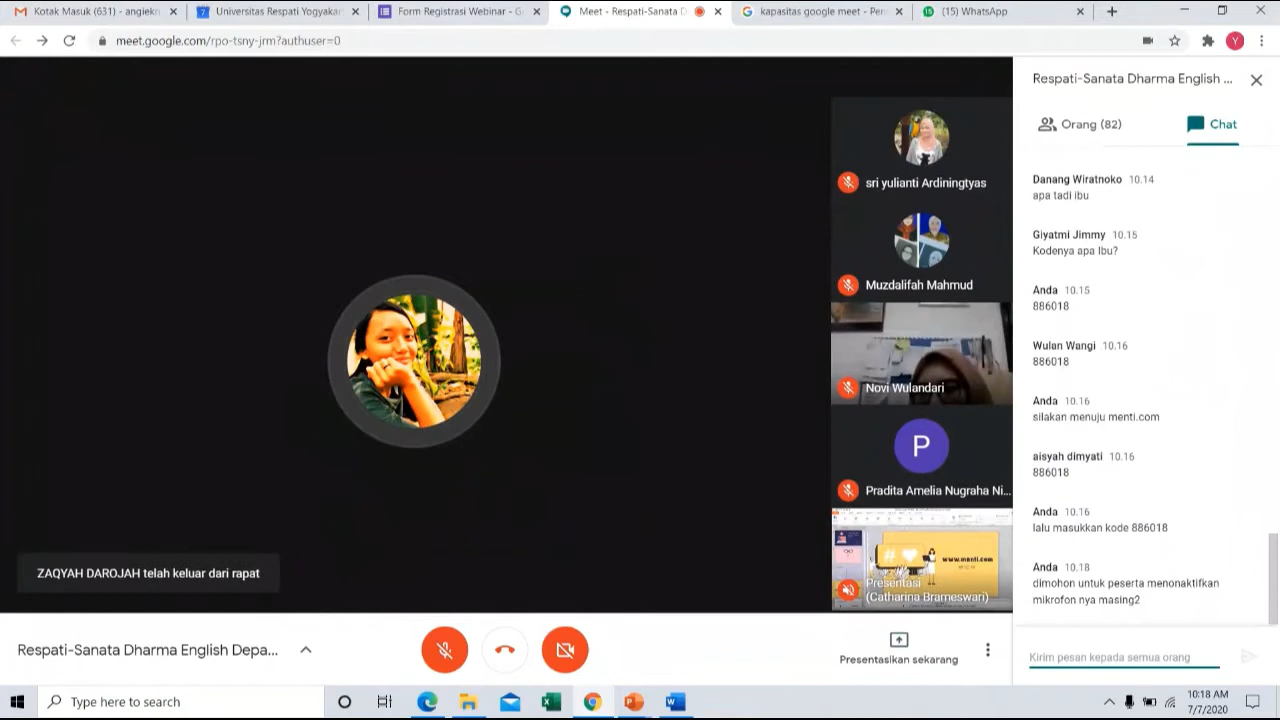 Kotak Masuk (631) - angiekr
Universitas Respati Yogyakar
Form Registrasi Webinar - G
Meet - Respati-Sanata D
kapasitas google meet - Pen
(15) WhatsApp
meet.google.com/rpo-tsny-jrm?authuser=0
Y
sri yulianti Ardiningtyas
Muzdalifah Mahmud
Novi Wulandari
P
Pradita Amelia Nugraha Ni...
www.menti.com
Presentasi
(Catharina Brameswari)
ZAQYAH DAROJAH telah keluar dari rapat
Respati-Sanata Dharma English ...
Orang (82)
Chat
Danang Wiratnoko 10.14
apa tadi ibu
Giyatmi Jimmy 10.15
Kodenya apa Ibu?
Anda 10.15
886018
Wulan Wangi 10.16
886018
Anda 10.16
silakan menuju menti.com
aisyah dimyati 10.16
886018
Anda 10.16
lalu masukkan kode 886018
Anda 10.18
dimohon untuk peserta menonaktifkan
mikrofon nya masing2
Kirim pesan kepada semua orang
Respati-Sanata Dharma English Depa...
Presentasikan sekarang
Type here to search
10:18 AM
7/7/2020